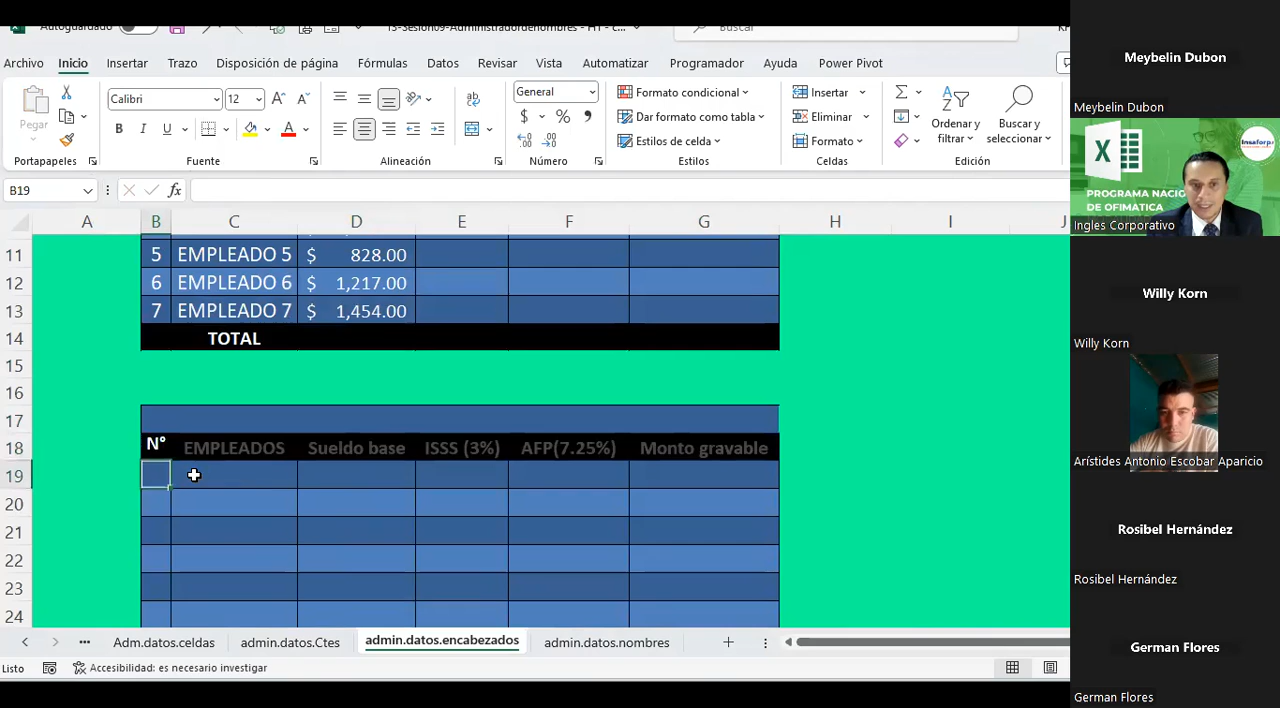 Autoguardado
13-Sesion09-Administradordenombres - HT - c...
Buscar
Archivo Inicio Insertar Trazo Disposición de página Fórmulas Datos Revisar Vista Automatizar Programador Ayuda Power Pivot
Pegar
Calibri 12
N K S
General
$ %
Formato condicional
Dar formato como tabla
Estilos de celda
Insertar
Eliminar
Formato
Ordenar y filtrar
Buscar y seleccionar
Portapapeles Fuente Alineación Número Estilos Celdas Edición
B19 fx
A B C D E F G H I J
11 5 EMPLEADO 5 $ 828.00
12 6 EMPLEADO 6 $ 1,217.00
13 7 EMPLEADO 7 $ 1,454.00
14 TOTAL
15
16
17
18 N° EMPLEADOS Sueldo base ISSS (3%) AFP(7.25%) Monto gravable
19
20
21
22
23
24
... Adm.datos.celdas admin.datos.Ctes admin.datos.encabezados admin.datos.nombres
Listo Accesibilidad: es necesario investigar
Meybelin Dubon
Meybelin Dubon
Insaforp
PROGRAMA NACI
DE OFIMATICA
Ingles Corporativo
Willy Korn
Willy Korn
Arístides Antonio Escobar Aparicio
Rosibel Hernández
Rosibel Hernández
German Flores
German Flores